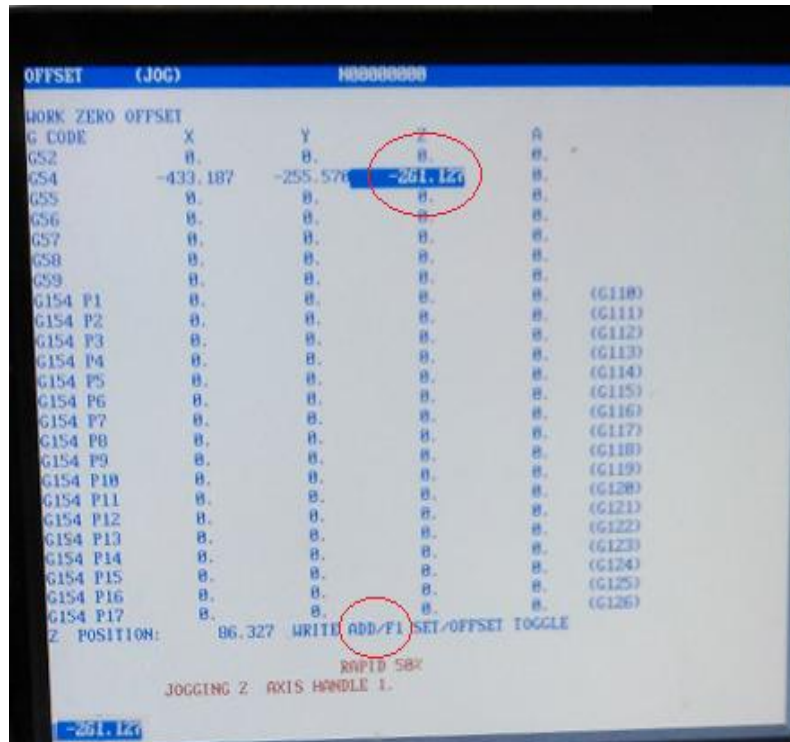 OFFSET (JOG) N00000000
WORK ZERO OFFSET
G CODE X Y Z A
G52 0. 0. 0. 0.
G54 -433.187 -255.570 -261.127 0.
G55 0. 0. 0. 0.
G56 0. 0. 0. 0.
G57 0. 0. 0. 0.
G58 0. 0. 0. 0.
G59 0. 0. 0. 0.
G154 P1 0. 0. 0. 0. (G110)
G154 P2 0. 0. 0. 0. (G111)
G154 P3 0. 0. 0. 0. (G112)
G154 P4 0. 0. 0. 0. (G113)
G154 P5 0. 0. 0. 0. (G114)
G154 P6 0. 0. 0. 0. (G115)
G154 P7 0. 0. 0. 0. (G116)
G154 P8 0. 0. 0. 0. (G117)
G154 P9 0. 0. 0. 0. (G118)
G154 P10 0. 0. 0. 0. (G119)
G154 P11 0. 0. 0. 0. (G120)
G154 P12 0. 0. 0. 0. (G121)
G154 P13 0. 0. 0. 0. (G122)
G154 P14 0. 0. 0. 0. (G123)
G154 P15 0. 0. 0. 0. (G124)
G154 P16 0. 0. 0. 0. (G125)
G154 P17 0. 0. 0. 0. (G126)
Z POSITION: 86.327 WRITE ADD/F1 SET/OFFSET TOGGLE
RAPID 50%
JOGGING Z AXIS HANDLE 1.
-261.127